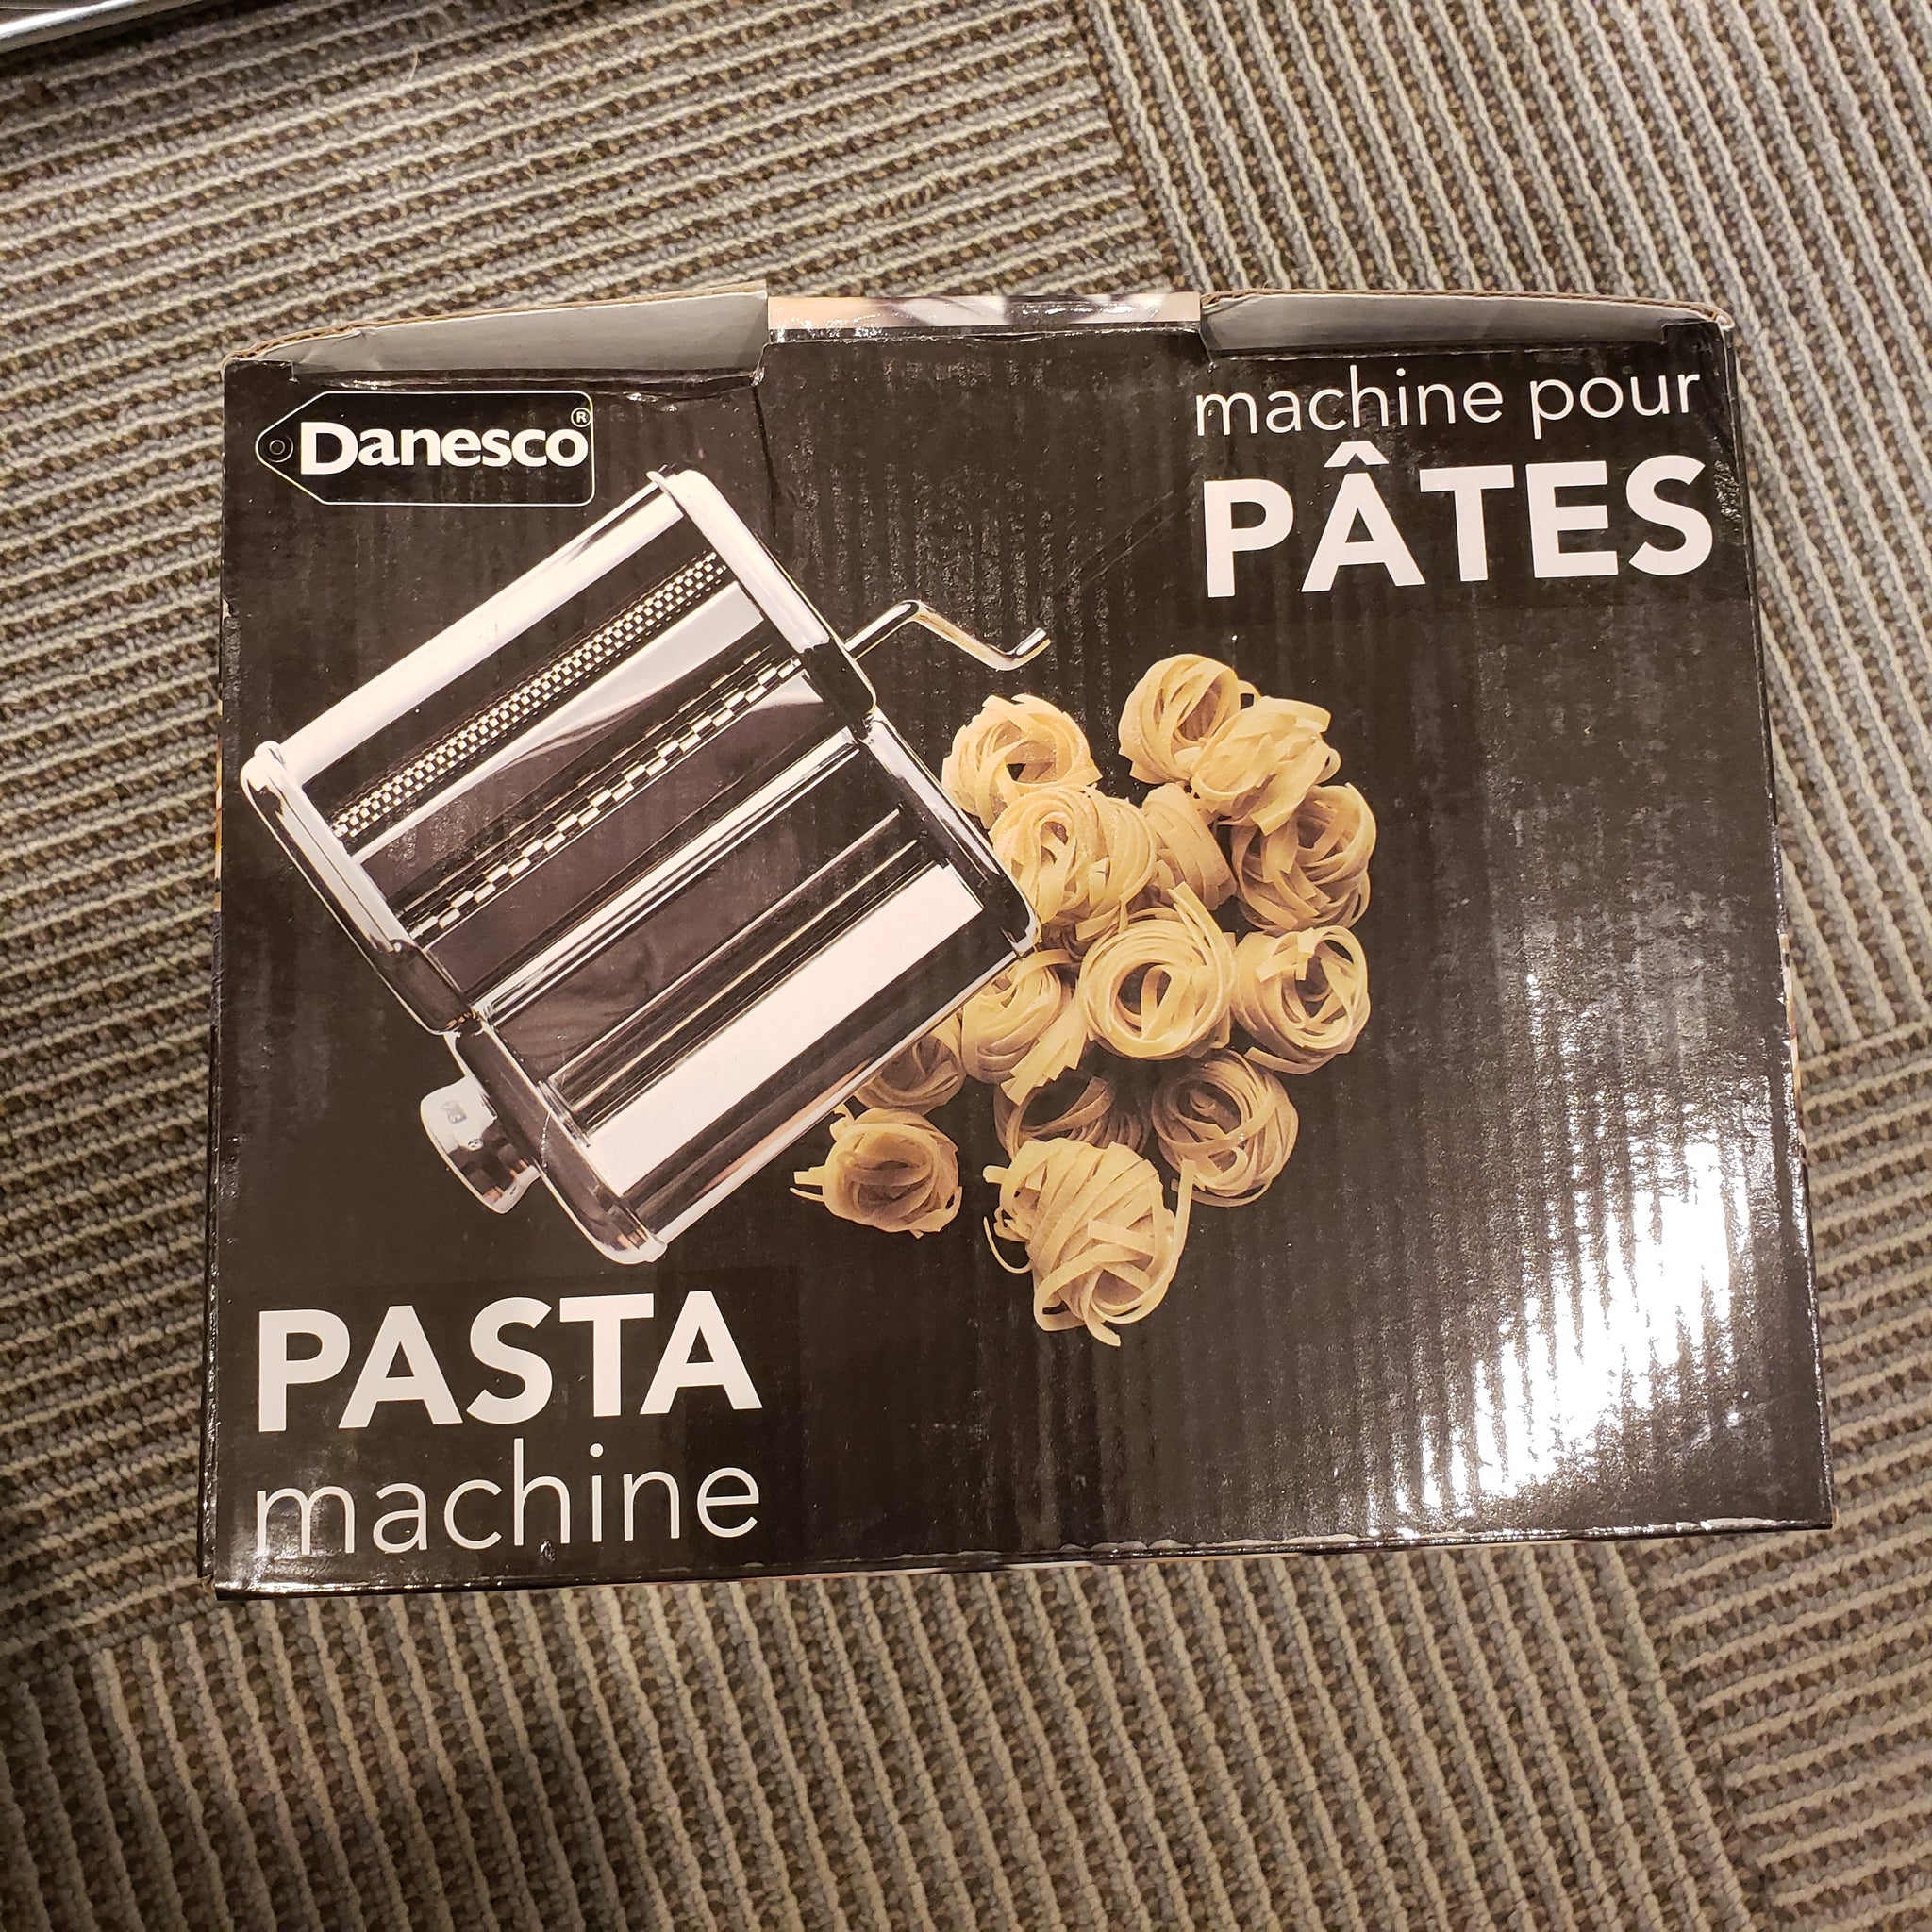 Danesco®
machine pour
PÂTES
PASTA
machine